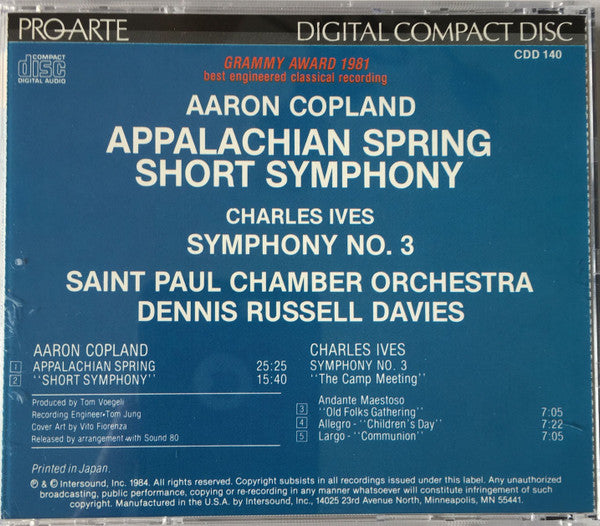 PRO ARTE
DIGITAL COMPACT DISC
COMPACT
disc
DIGITAL AUDIO
CDD 140
GRAMMY AWARD 1981
best engineered classical recording
AARON COPLAND
APPALACHIAN SPRING
SHORT SYMPHONY
CHARLES IVES
SYMPHONY NO. 3
SAINT PAUL CHAMBER ORCHESTRA
DENNIS RUSSELL DAVIES
AARON COPLAND
1 APPALACHIAN SPRING 25:25
2 "SHORT SYMPHONY" 15:40
Produced by Tom Voegeli
Recording Engineer•Tom Jung
Cover Art by Vito Fiorenza
Released by arrangement with Sound 80
CHARLES IVES
SYMPHONY NO. 3
"The Camp Meeting"
Andante Maestoso
3 "Old Folks Gathering" 7:05
4 Allegro - "Children's Day" 7:22
5 Largo - "Communion" 7:05
Printed in Japan.
℗ & © Intersound, Inc. 1984. All rights reserved. Copyright subsists in all recordings issued under this label. Any unauthorized
broadcasting, public performance, copying or re-recording in any manner whatsoever will constitute infringement of such
copyright. Manufactured in the U.S.A. by Intersound, Inc., 14025 23rd Avenue North, Minneapolis, MN 55441.